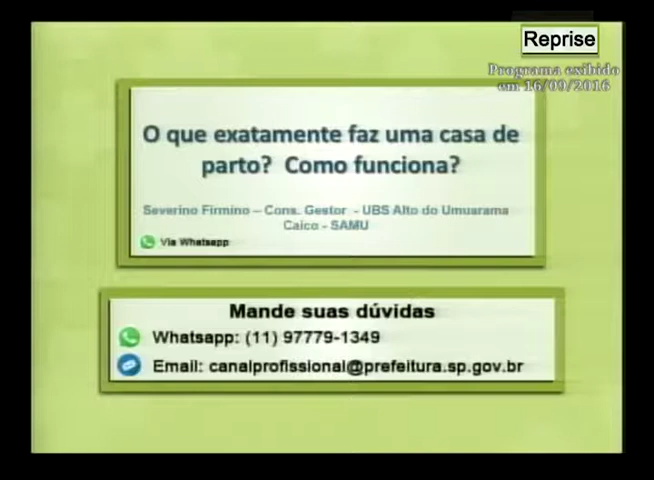 Reprise
Programa exibido
em 16/09/2016
O que exatamente faz uma casa de
parto? Como funciona?
Severino Firmino – Cons. Gestor - UBS Alto do Umuarama
Caico - SAMU
Via Whatsapp
Mande suas dúvidas
Whatsapp: (11) 97779-1349
Email: canalprofissional@prefeitura.sp.gov.br